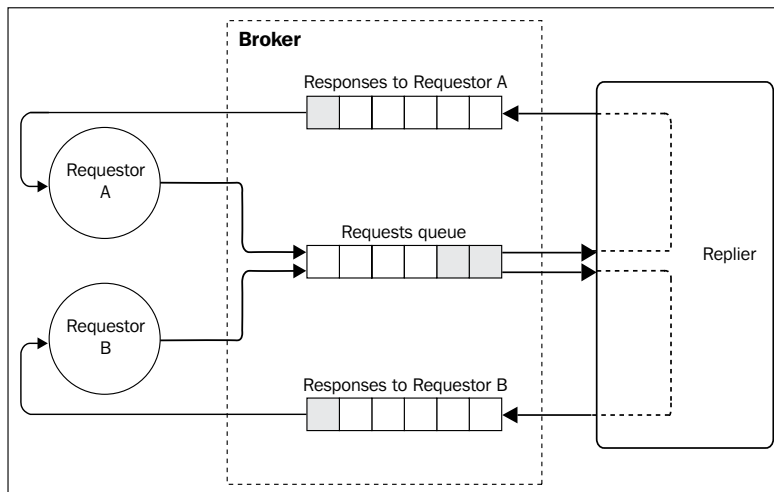 Broker
Responses to Requestor A
Requestor
A
Requests queue
Replier
Requestor
B
Responses to Requestor B